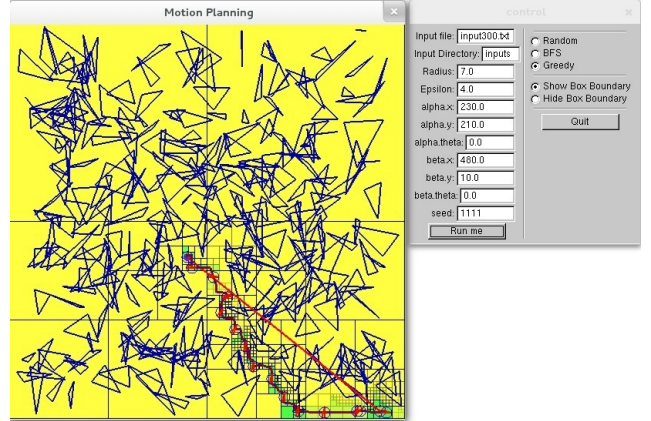 Motion Planning
control
Input file: input300.txt
Input Directory: inputs
Radius: 7.0
Epsilon: 4.0
alpha.x: 230.0
alpha.y: 210.0
alpha.theta: 0.0
beta.x: 480.0
beta.y: 10.0
beta.theta: 0.0
seed: 1111
Run me
Random
BFS
Greedy
Show Box Boundary
Hide Box Boundary
Quit